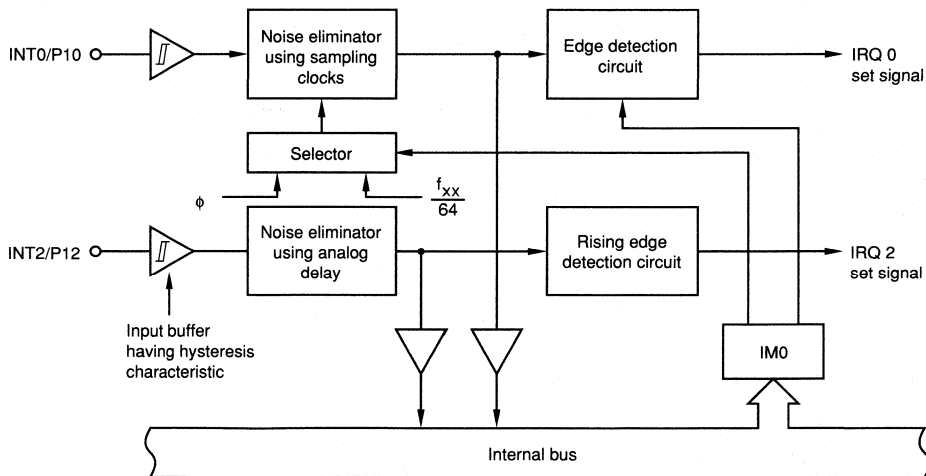 INT0/P10
Noise eliminator
using sampling
clocks
Edge detection
circuit
IRQ 0
set signal
Selector
ϕ
fxx
64
INT2/P12
Noise eliminator
using analog
delay
Rising edge
detection circuit
IRQ 2
set signal
Input buffer
having hysteresis
characteristic
IM0
Internal bus